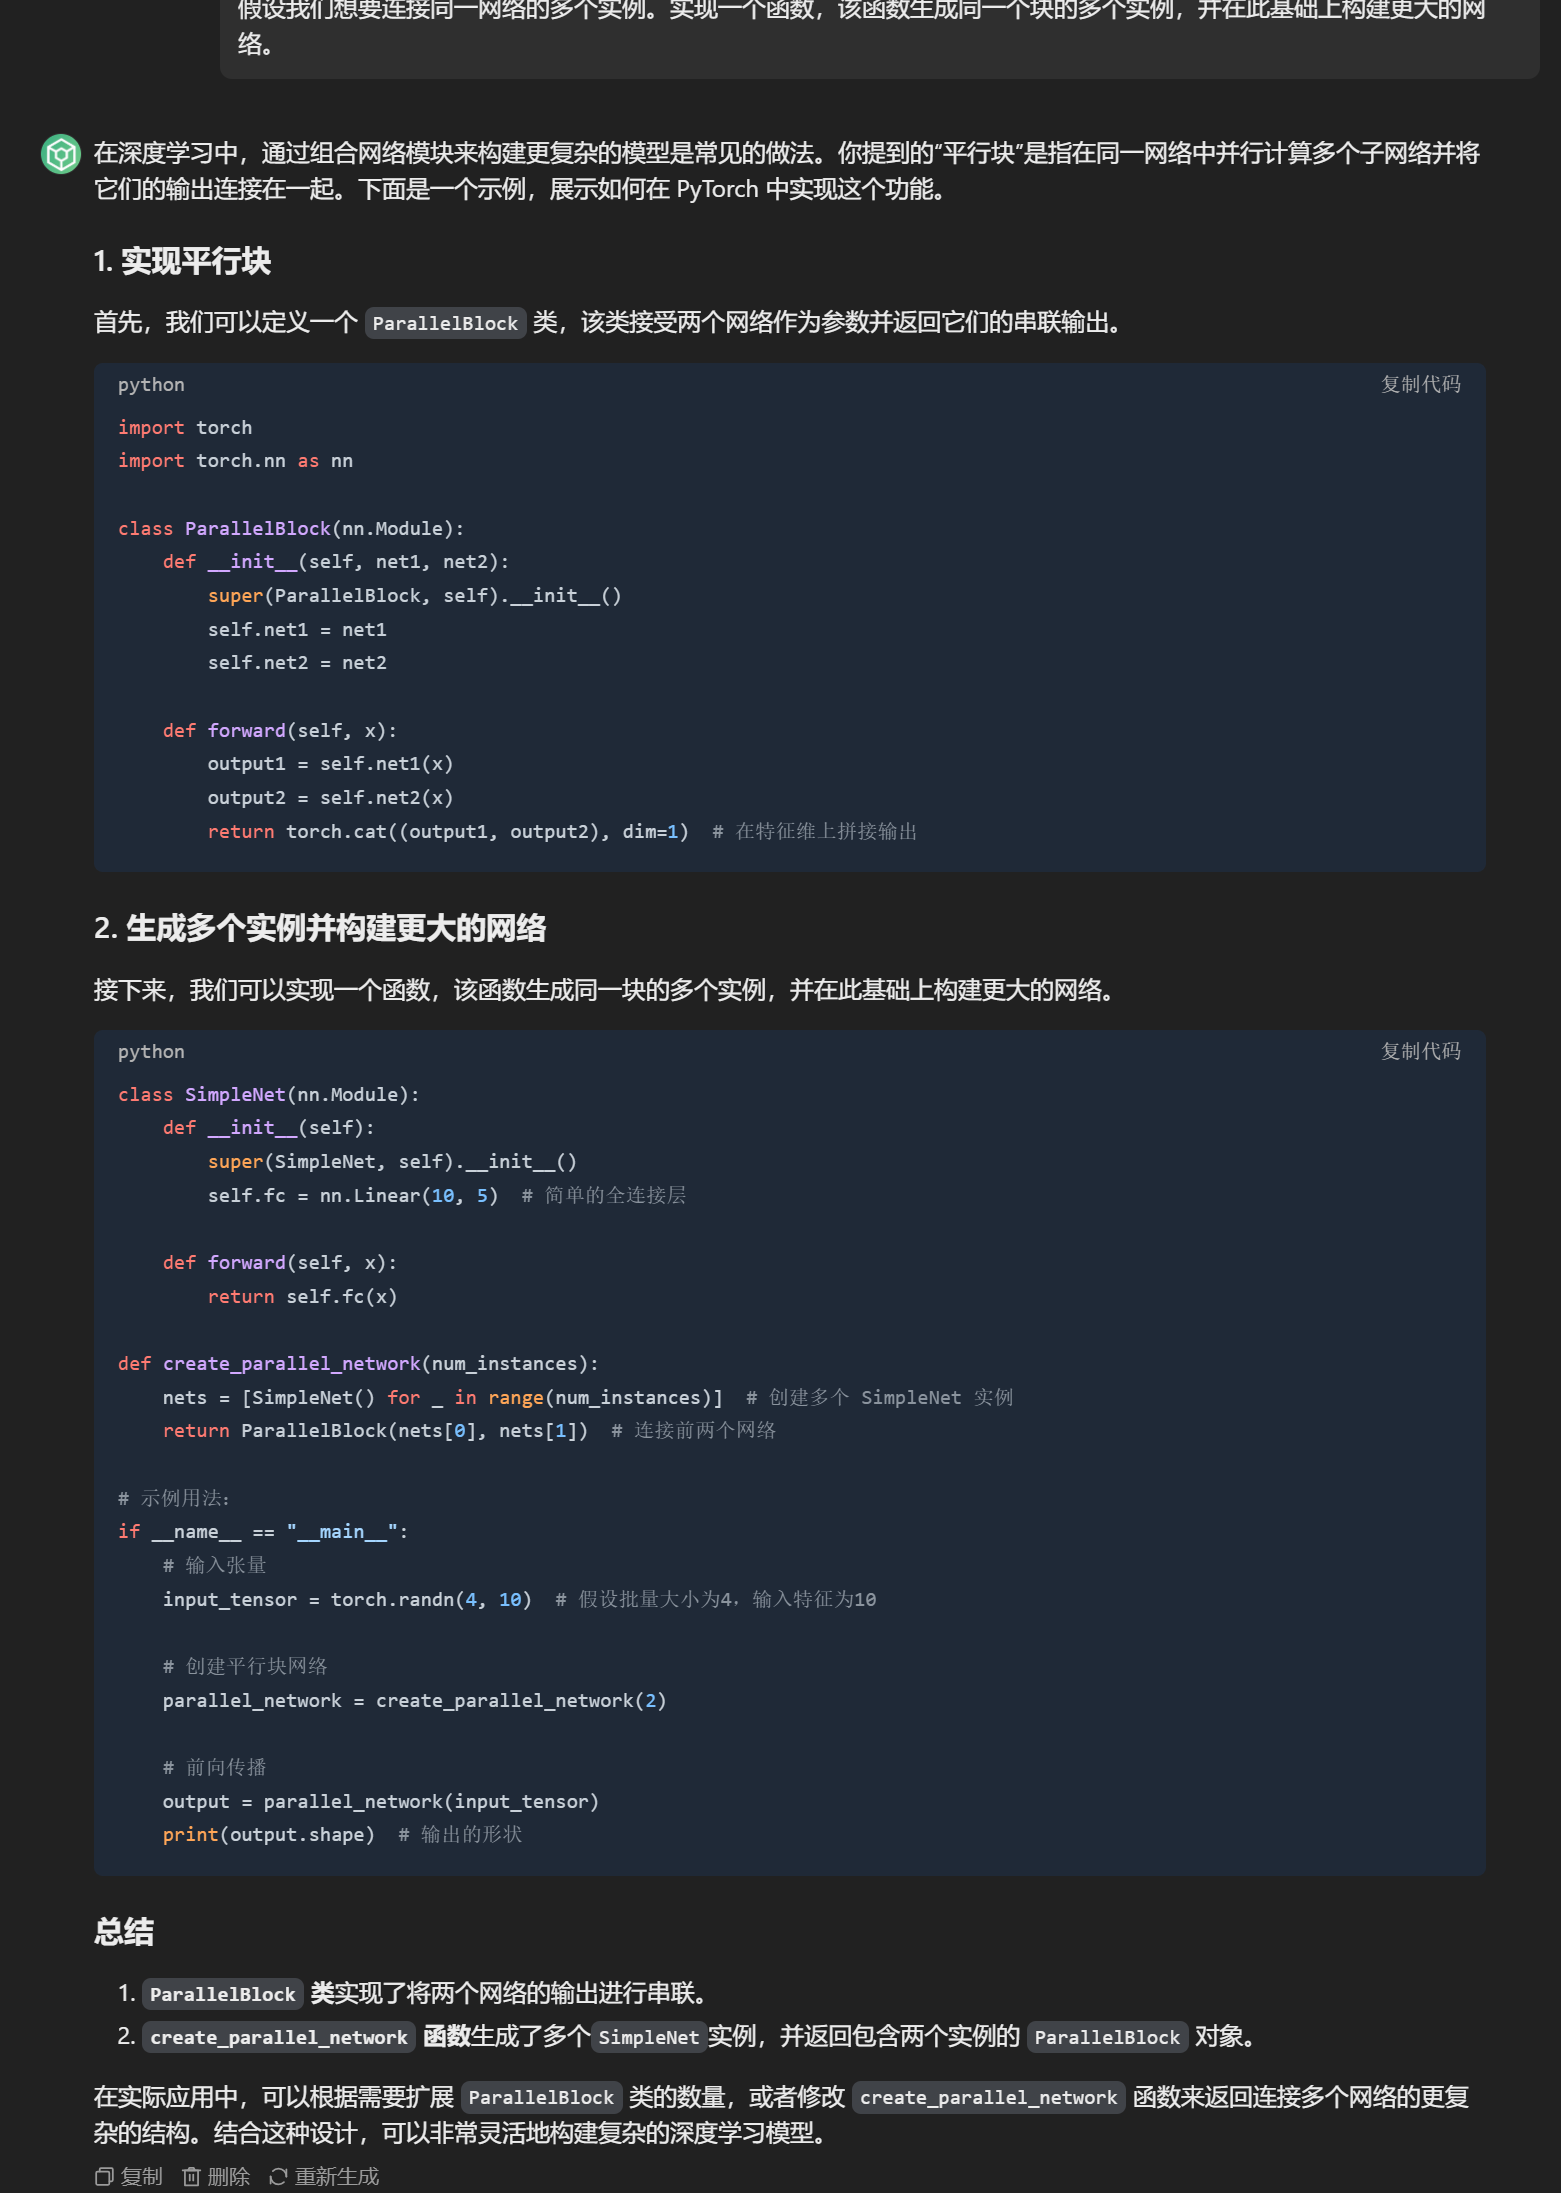 假设我们想要连接同一网络的多个实例。实现一个函数，该函数生成同一个块的多个实例，并在此基础上构建更大的网
络。
在深度学习中，通过组合网络模块来构建更复杂的模型是常见的做法。你提到的“平行块”是指在同一网络中并行计算多个子网络并将
它们的输出连接在一起。下面是一个示例，展示如何在 PyTorch 中实现这个功能。
1. 实现平行块
首先，我们可以定义一个 ParallelBlock 类，该类接受两个网络作为参数并返回它们的串联输出。
python 复制代码
import torch
import torch.nn as nn
class ParallelBlock(nn.Module):
    def __init__(self, net1, net2):
        super(ParallelBlock, self).__init__()
        self.net1 = net1
        self.net2 = net2
    def forward(self, x):
        output1 = self.net1(x)
        output2 = self.net2(x)
        return torch.cat((output1, output2), dim=1)  # 在特征维上拼接输出
2. 生成多个实例并构建更大的网络
接下来，我们可以实现一个函数，该函数生成同一块的多个实例，并在此基础上构建更大的网络。
python 复制代码
class SimpleNet(nn.Module):
    def __init__(self):
        super(SimpleNet, self).__init__()
        self.fc = nn.Linear(10, 5)  # 简单的全连接层
    def forward(self, x):
        return self.fc(x)
def create_parallel_network(num_instances):
    nets = [SimpleNet() for _ in range(num_instances)]  # 创建多个 SimpleNet 实例
    return ParallelBlock(nets[0], nets[1])  # 连接前两个网络
# 示例用法：
if __name__ == "__main__":
    # 输入张量
    input_tensor = torch.randn(4, 10)  # 假设批量大小为4，输入特征为10
    # 创建平行块网络
    parallel_network = create_parallel_network(2)
    # 前向传播
    output = parallel_network(input_tensor)
    print(output.shape)  # 输出的形状
总结
1. ParallelBlock 类实现了将两个网络的输出进行串联。
2. create_parallel_network 函数生成了多个 SimpleNet 实例，并返回包含两个实例的 ParallelBlock 对象。
在实际应用中，可以根据需要扩展 ParallelBlock 类的数量，或者修改 create_parallel_network 函数来返回连接多个网络的更复
杂的结构。结合这种设计，可以非常灵活地构建复杂的深度学习模型。
复制 删除 重新生成